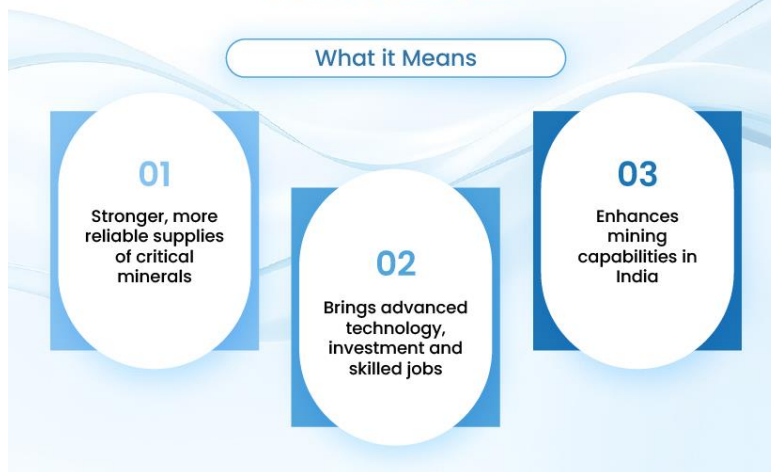 What it Means
01
Stronger, more
reliable supplies
of critical
minerals
02
Brings advanced
technology,
investment and
skilled jobs
03
Enhances
mining
capabilities in
India